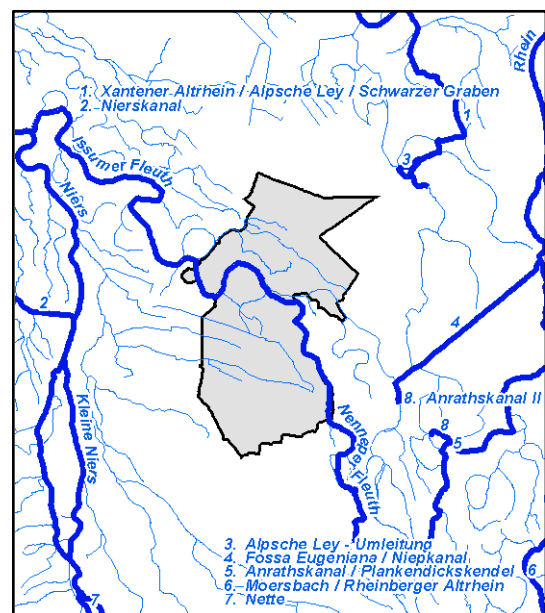 Rhein
1. Xantener Altrhein / Alpsche Ley / Schwarzer Graben
2. Nierskanal
1
Issumer Fleuth
3
Niers
2
4
Kleine Niers
8. Anrathskanal II
8
5
Nenneper Fleuth
3. Alpsche Ley - Umleitung
4. Fossa Eugeniana / Niepkanal
5. Anrathskanal / Plankendickskendel
6. Moersbach / Rheinberger Altrhein
7. Nette
6
7